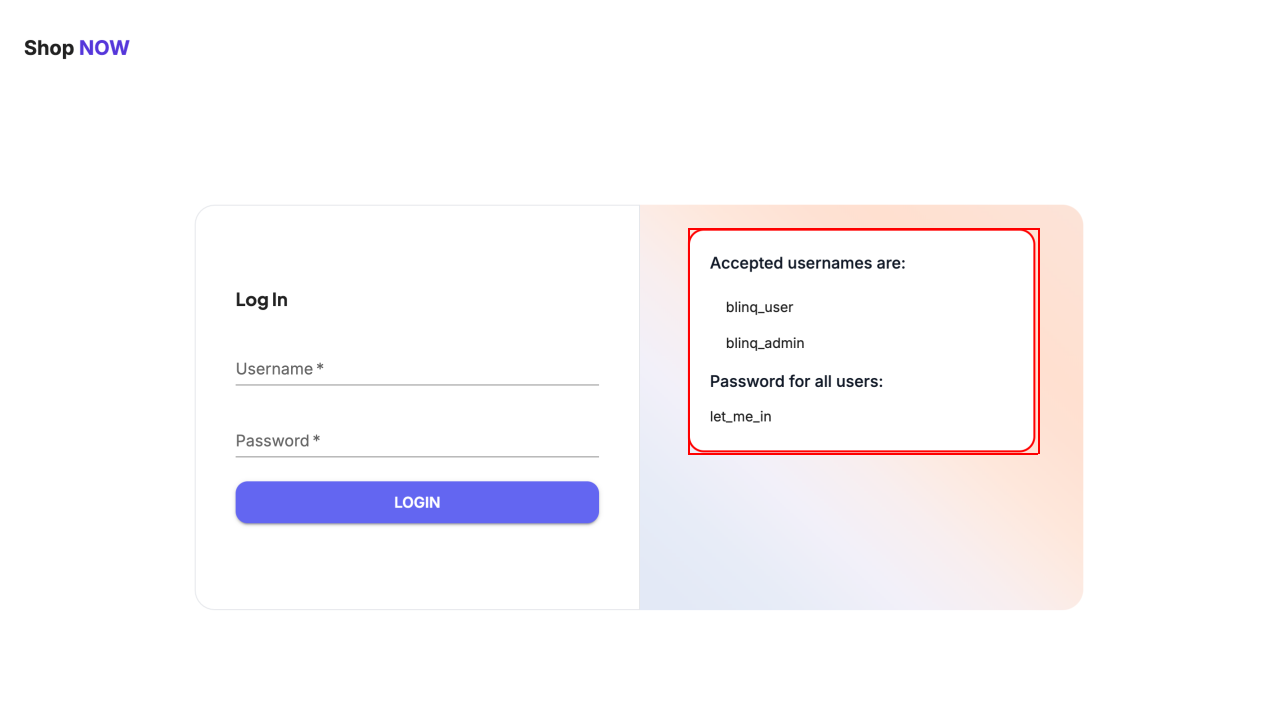 Shop NOW
Log In
Username *
Password *
LOGIN
Accepted usernames are:
blinq_user
blinq_admin
Password for all users:
let_me_in